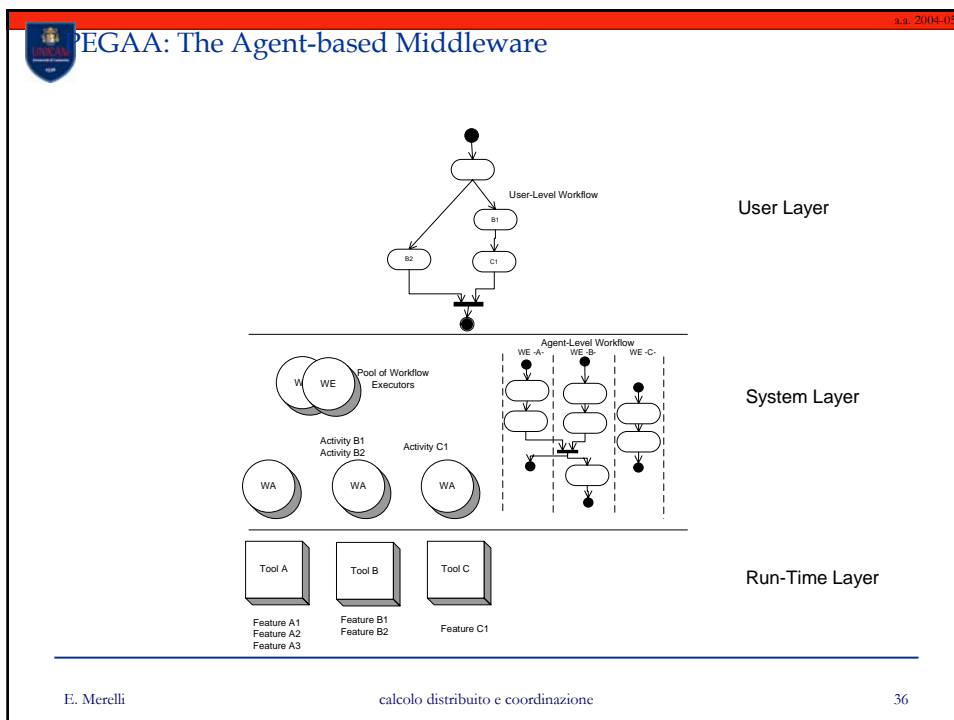 a.a. 2004-05
PEGAA: The Agent-based Middleware
UNICAM
User-Level Workflow
B1
B2
C1
User Layer
Agent-Level Workflow
WE -A-
WE -B-
WE -C-
Pool of Workflow
Executors
W
WE
System Layer
Activity B1
Activity B2
Activity C1
WA
WA
WA
Tool A
Tool B
Tool C
Run-Time Layer
Feature A1
Feature A2
Feature A3
Feature B1
Feature B2
Feature C1
E. Merelli
calcolo distribuito e coordinazione
36